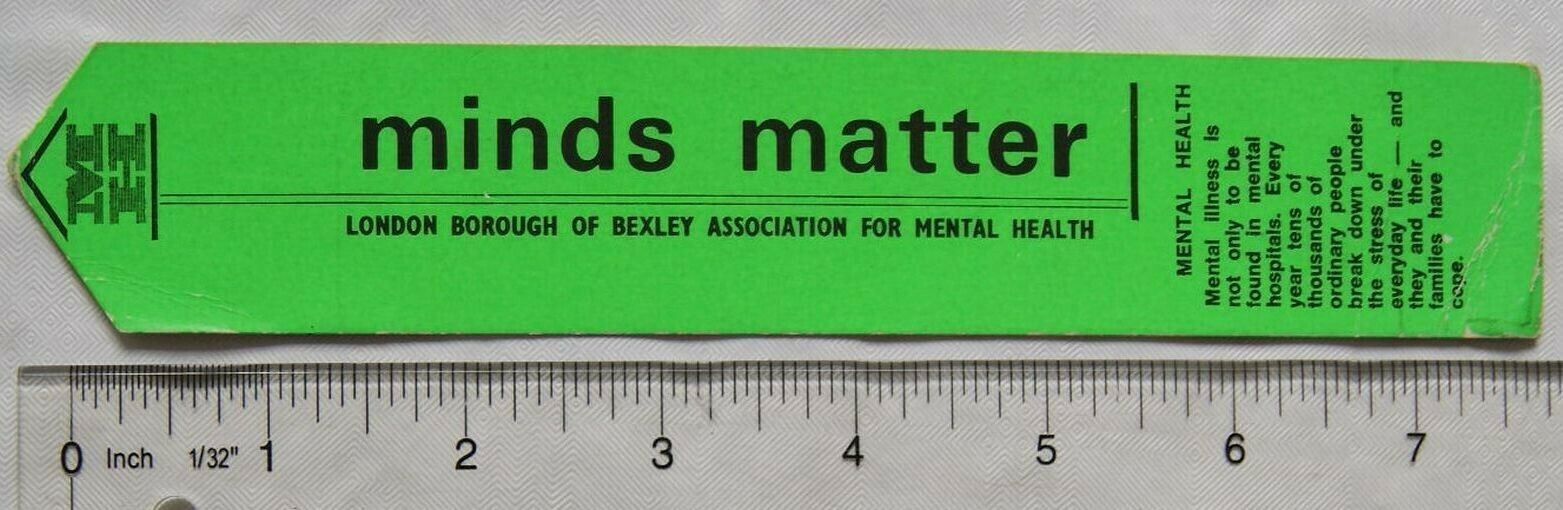 MH
minds matter
LONDON BOROUGH OF BEXLEY ASSOCIATION FOR MENTAL HEALTH
MENTAL HEALTH
Mental illness is
not only to be
found in mental
hospitals. Every
year tens of
thousands of
ordinary people
break down under
the stress of
everyday life — and
they and their
families have to
cope.
0 Inch 1/32" 1 2 3 4 5 6 7